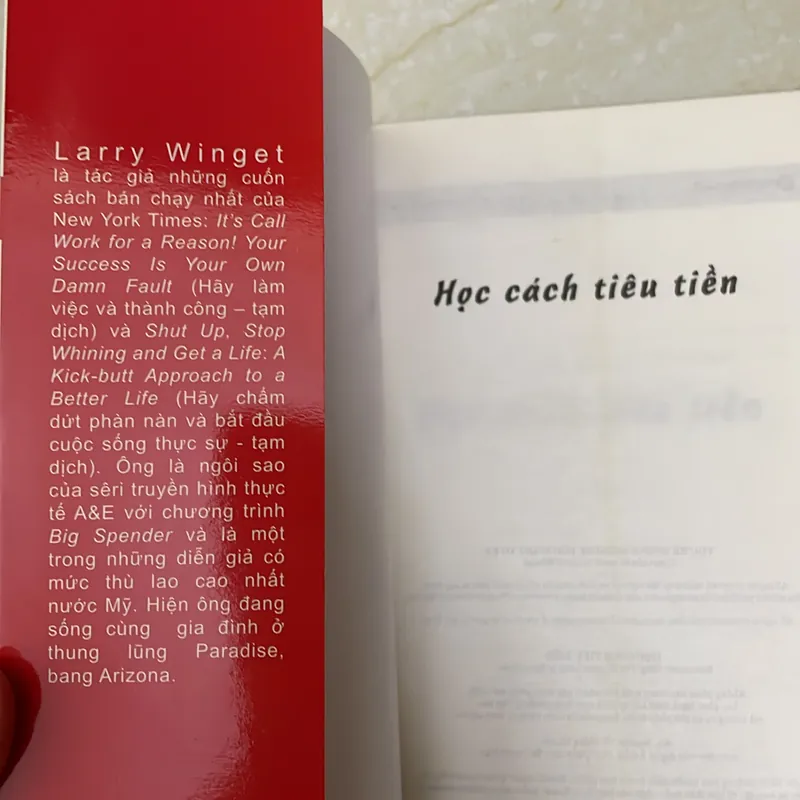 Larry Winget
là tác giả những cuốn
sách bán chạy nhất của
New York Times: It's Call
Work for a Reason! Your
Success Is Your Own
Damn Fault (Hãy làm
việc và thành công – tạm
dịch) và Shut Up, Stop
Whining and Get a Life: A
Kick-butt Approach to a
Better Life (Hãy chấm
dứt phàn nàn và bắt đầu
cuộc sống thực sự - tạm
dịch). Ông là ngôi sao
của sêri truyền hình thực
tế A&E với chương trình
Big Spender và là một
trong những diễn giả có
mức thù lao cao nhất
nước Mỹ. Hiện ông đang
sống cùng gia đình ở
thung lũng Paradise,
bang Arizona.
Học cách tiêu tiền